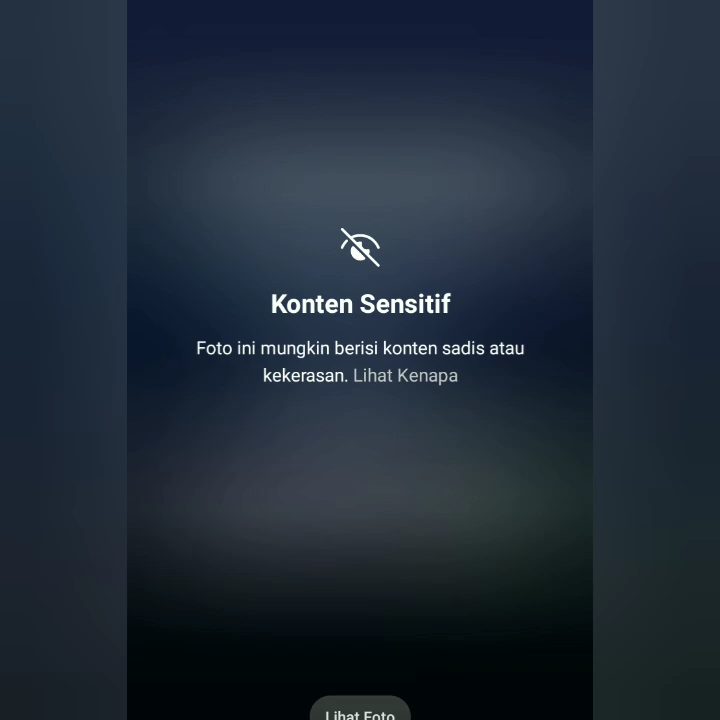 Konten Sensitif
Foto ini mungkin berisi konten sadis atau
kekerasan. Lihat Kenapa
Lihat Foto